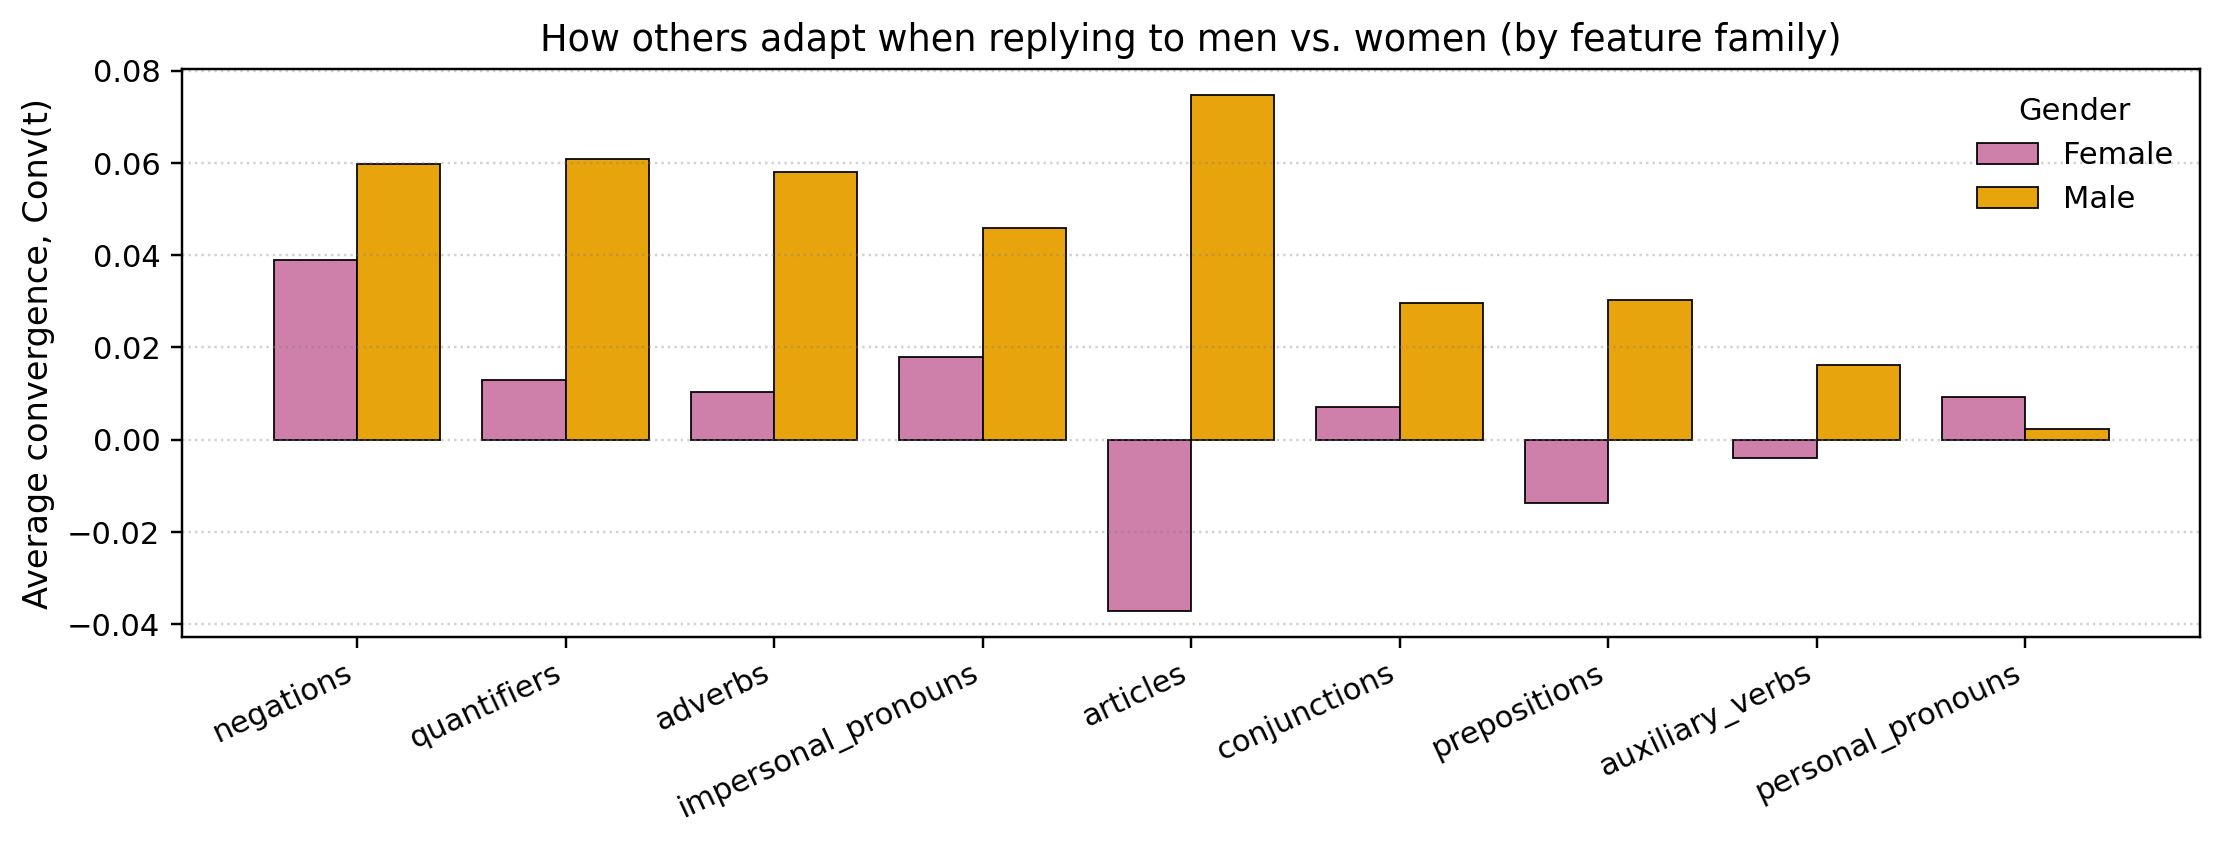 How others adapt when replying to men vs. women (by feature family)
Average convergence, Conv(t)
0.08
0.06
0.04
0.02
0.00
−0.02
−0.04
Gender
Female
Male
negations
quantifiers
adverbs
impersonal_pronouns
articles
conjunctions
prepositions
auxiliary_verbs
personal_pronouns